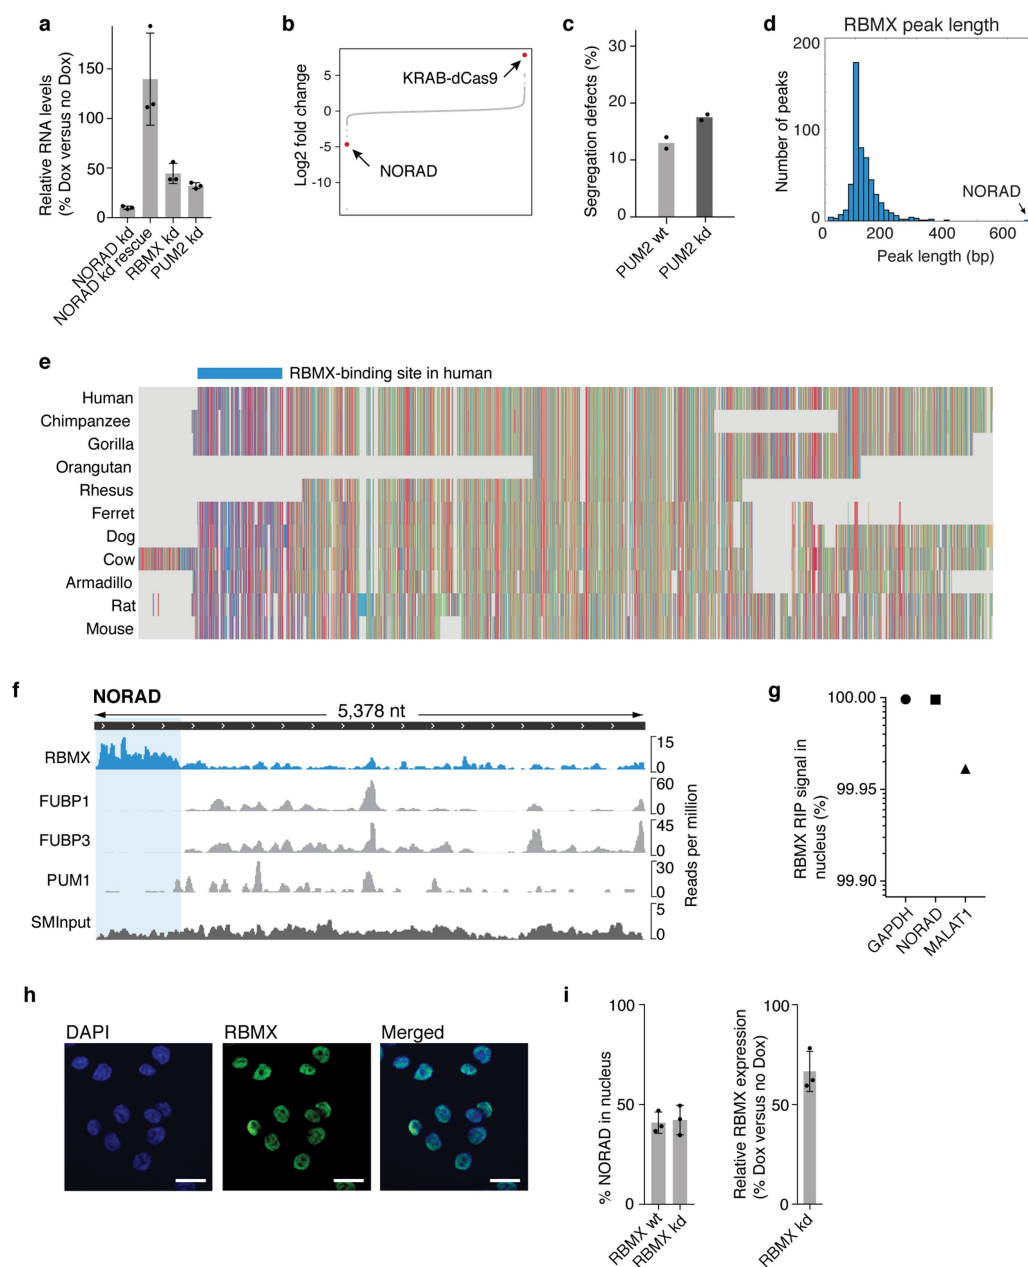 a
Relative RNA levels
(% Dox versus no Dox)
150
100
50
0
NORAD kd
NORAD kd rescue
RBMX kd
PUM2 kd
b
Log2 fold change
5
0
-5
-10
KRAB-dCas9
NORAD
c
Segregation defects (%)
30
20
10
0
PUM2 wt
PUM2 kd
d
RBMX peak length
Number of peaks
200
100
0
0
200
400
600
NORAD
Peak length (bp)
e
RBMX-binding site in human
Human
Chimpanzee
Gorilla
Orangutan
Rhesus
Ferret
Dog
Cow
Armadillo
Rat
Mouse
f
NORAD
5,378 nt
RBMX
15
0
FUBP1
60
0
FUBP3
45
0
PUM1
30
0
SMInput
5
0
Reads per million
g
RBMX RIP signal in
nucleus (%)
100.00
99.95
99.90
GAPDH
NORAD
MALAT1
h
DAPI
RBMX
Merged
i
% NORAD in nucleus
100
50
0
RBMX wt
RBMX kd
Relative RBMX expression
(% Dox versus no Dox)
100
50
0
RBMX kd